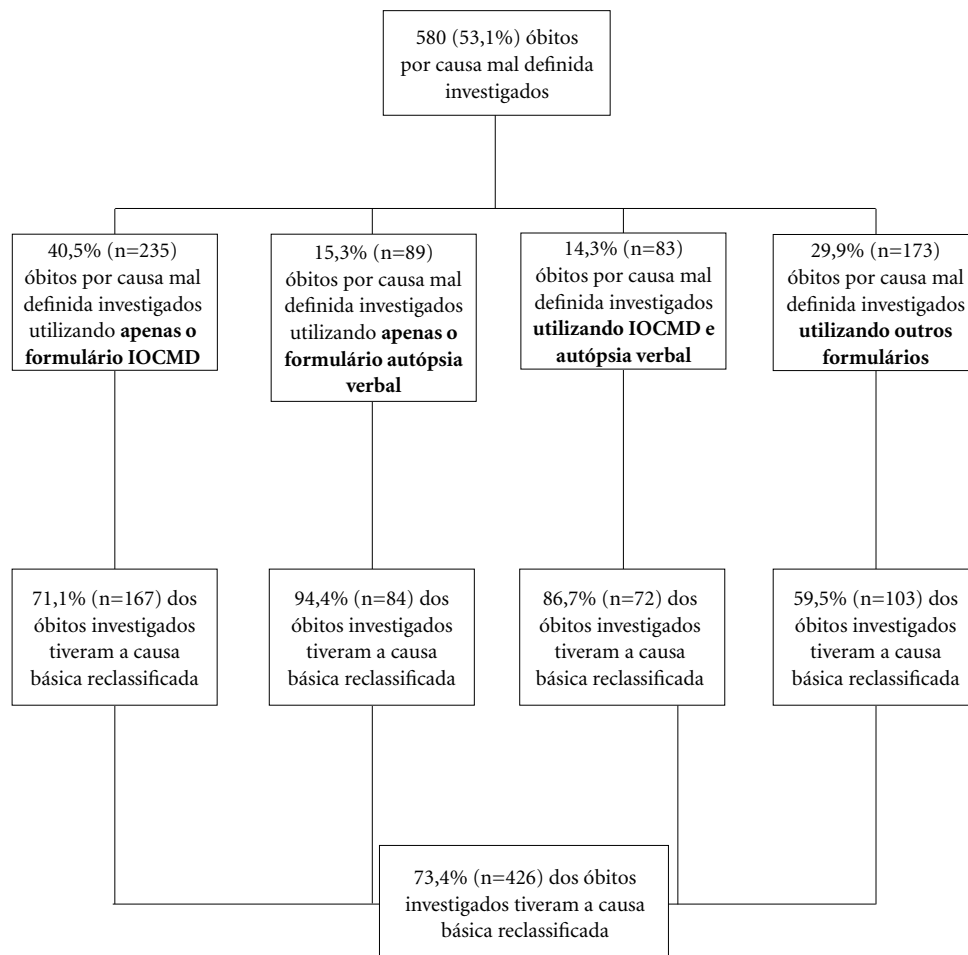 580 (53,1%) óbitos
por causa mal definida
investigados
40,5% (n=235)
óbitos por causa mal
definida investigados
utilizando apenas o
formulário IOCMD
15,3% (n=89)
óbitos por causa mal
definida investigados
utilizando apenas o
formulário autópsia
verbal
14,3% (n=83)
óbitos por causa mal
definida investigados
utilizando IOCMD e
autópsia verbal
29,9% (n=173)
óbitos por causa mal
definida investigados
utilizando outros
formulários
71,1% (n=167) dos
óbitos investigados
tiveram a causa
básica reclassificada
94,4% (n=84) dos
óbitos investigados
tiveram a causa
básica reclassificada
86,7% (n=72) dos
óbitos investigados
tiveram a causa
básica reclassificada
59,5% (n=103) dos
óbitos investigados
tiveram a causa
básica reclassificada
73,4% (n=426) dos óbitos
investigados tiveram a causa
básica reclassificada